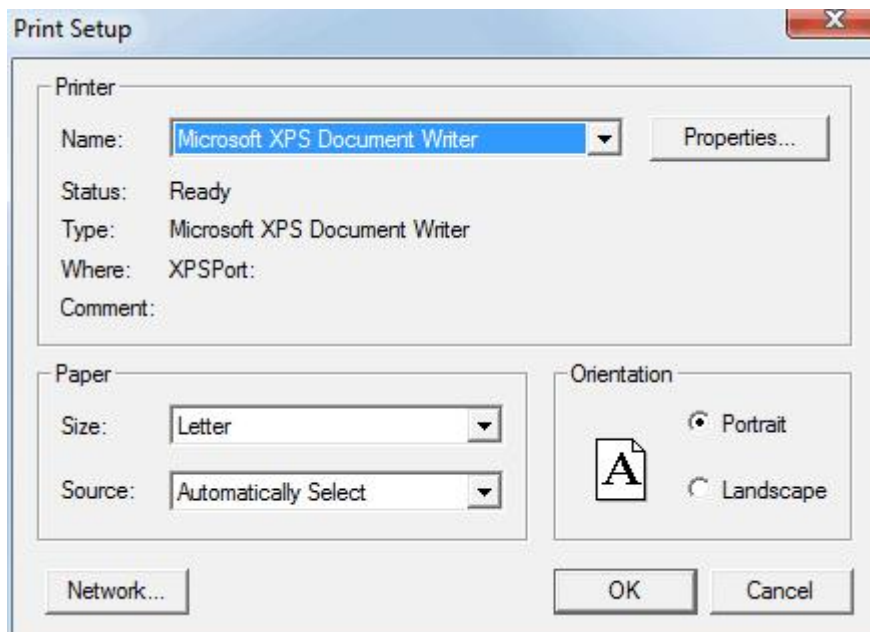 Print Setup
Printer
Name: Microsoft XPS Document Writer Properties...
Status: Ready
Type: Microsoft XPS Document Writer
Where: XPSPort:
Comment:
Paper
Size: Letter
Source: Automatically Select
Orientation
A
Portrait
Landscape
Network... OK Cancel